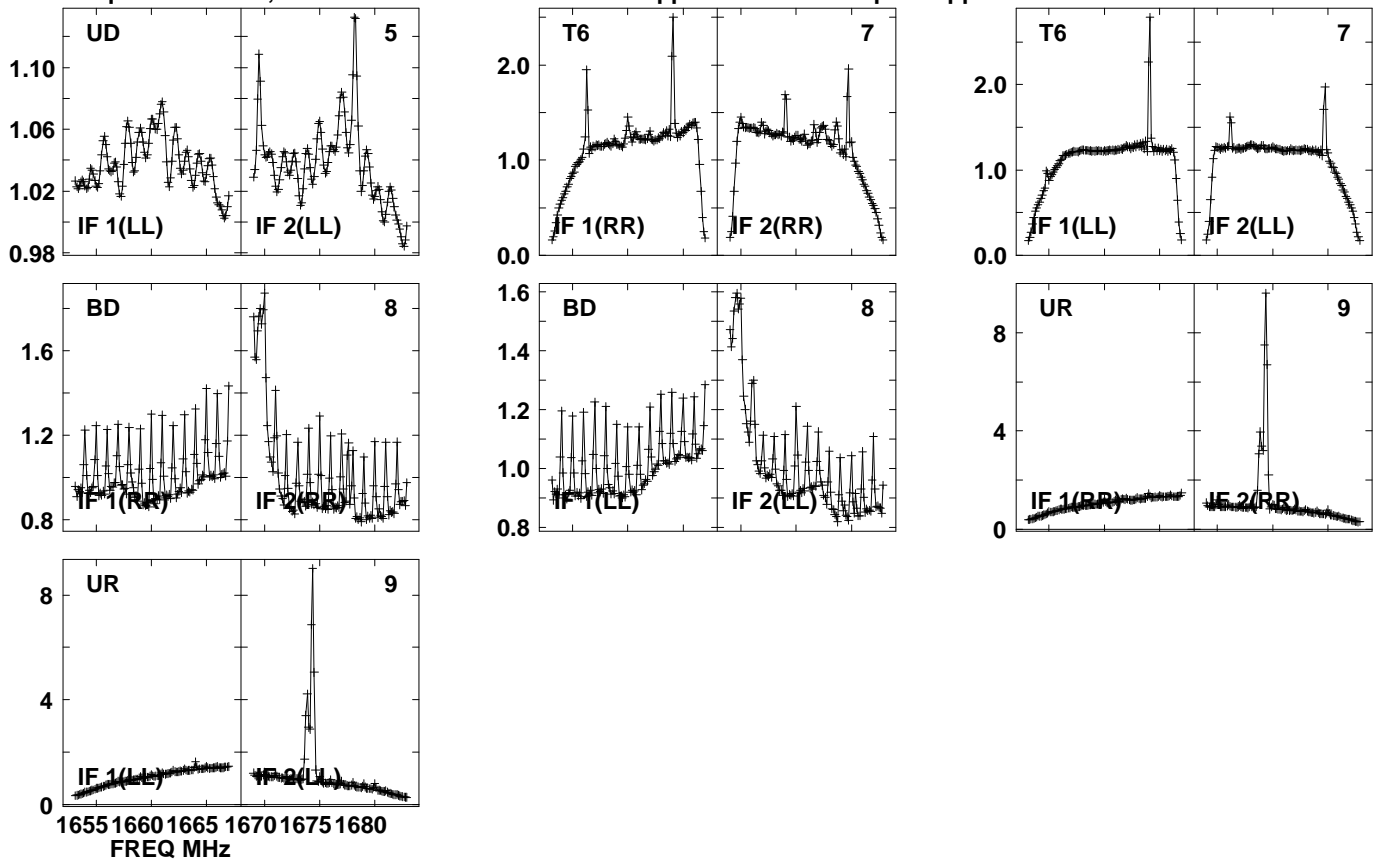 UD 5
1.10
1.06
1.02
0.98
IF 1(LL) IF 2(LL)
T6 7
2.0
1.0
0.0
IF 1(RR) IF 2(RR)
T6 7
2.0
1.0
0.0
IF 1(LL) IF 2(LL)
BD 8
1.6
1.2
0.8
IF 1(RR) IF 2(RR)
BD 8
1.6
1.4
1.2
1.0
0.8
IF 1(LL) IF 2(LL)
UR 9
8
4
0
IF 1(RR) IF 2(RR)
UR 9
8
4
0
IF 1(LL) IF 2(LL)
1655 1660 1665 1670 1675 1680
FREQ MHz